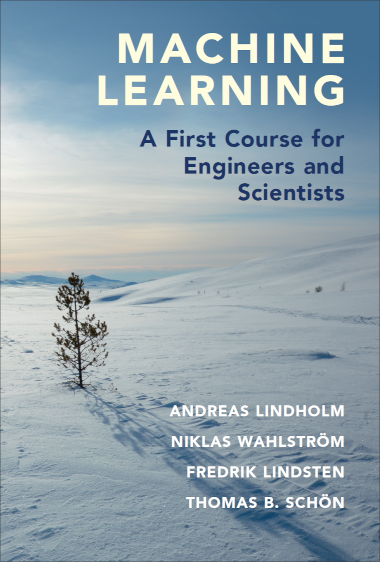 MACHINE
LEARNING
A First Course for
Engineers and
Scientists
ANDREAS LINDHOLM
NIKLAS WAHLSTRÖM
FREDRIK LINDSTEN
THOMAS B. SCHÖN